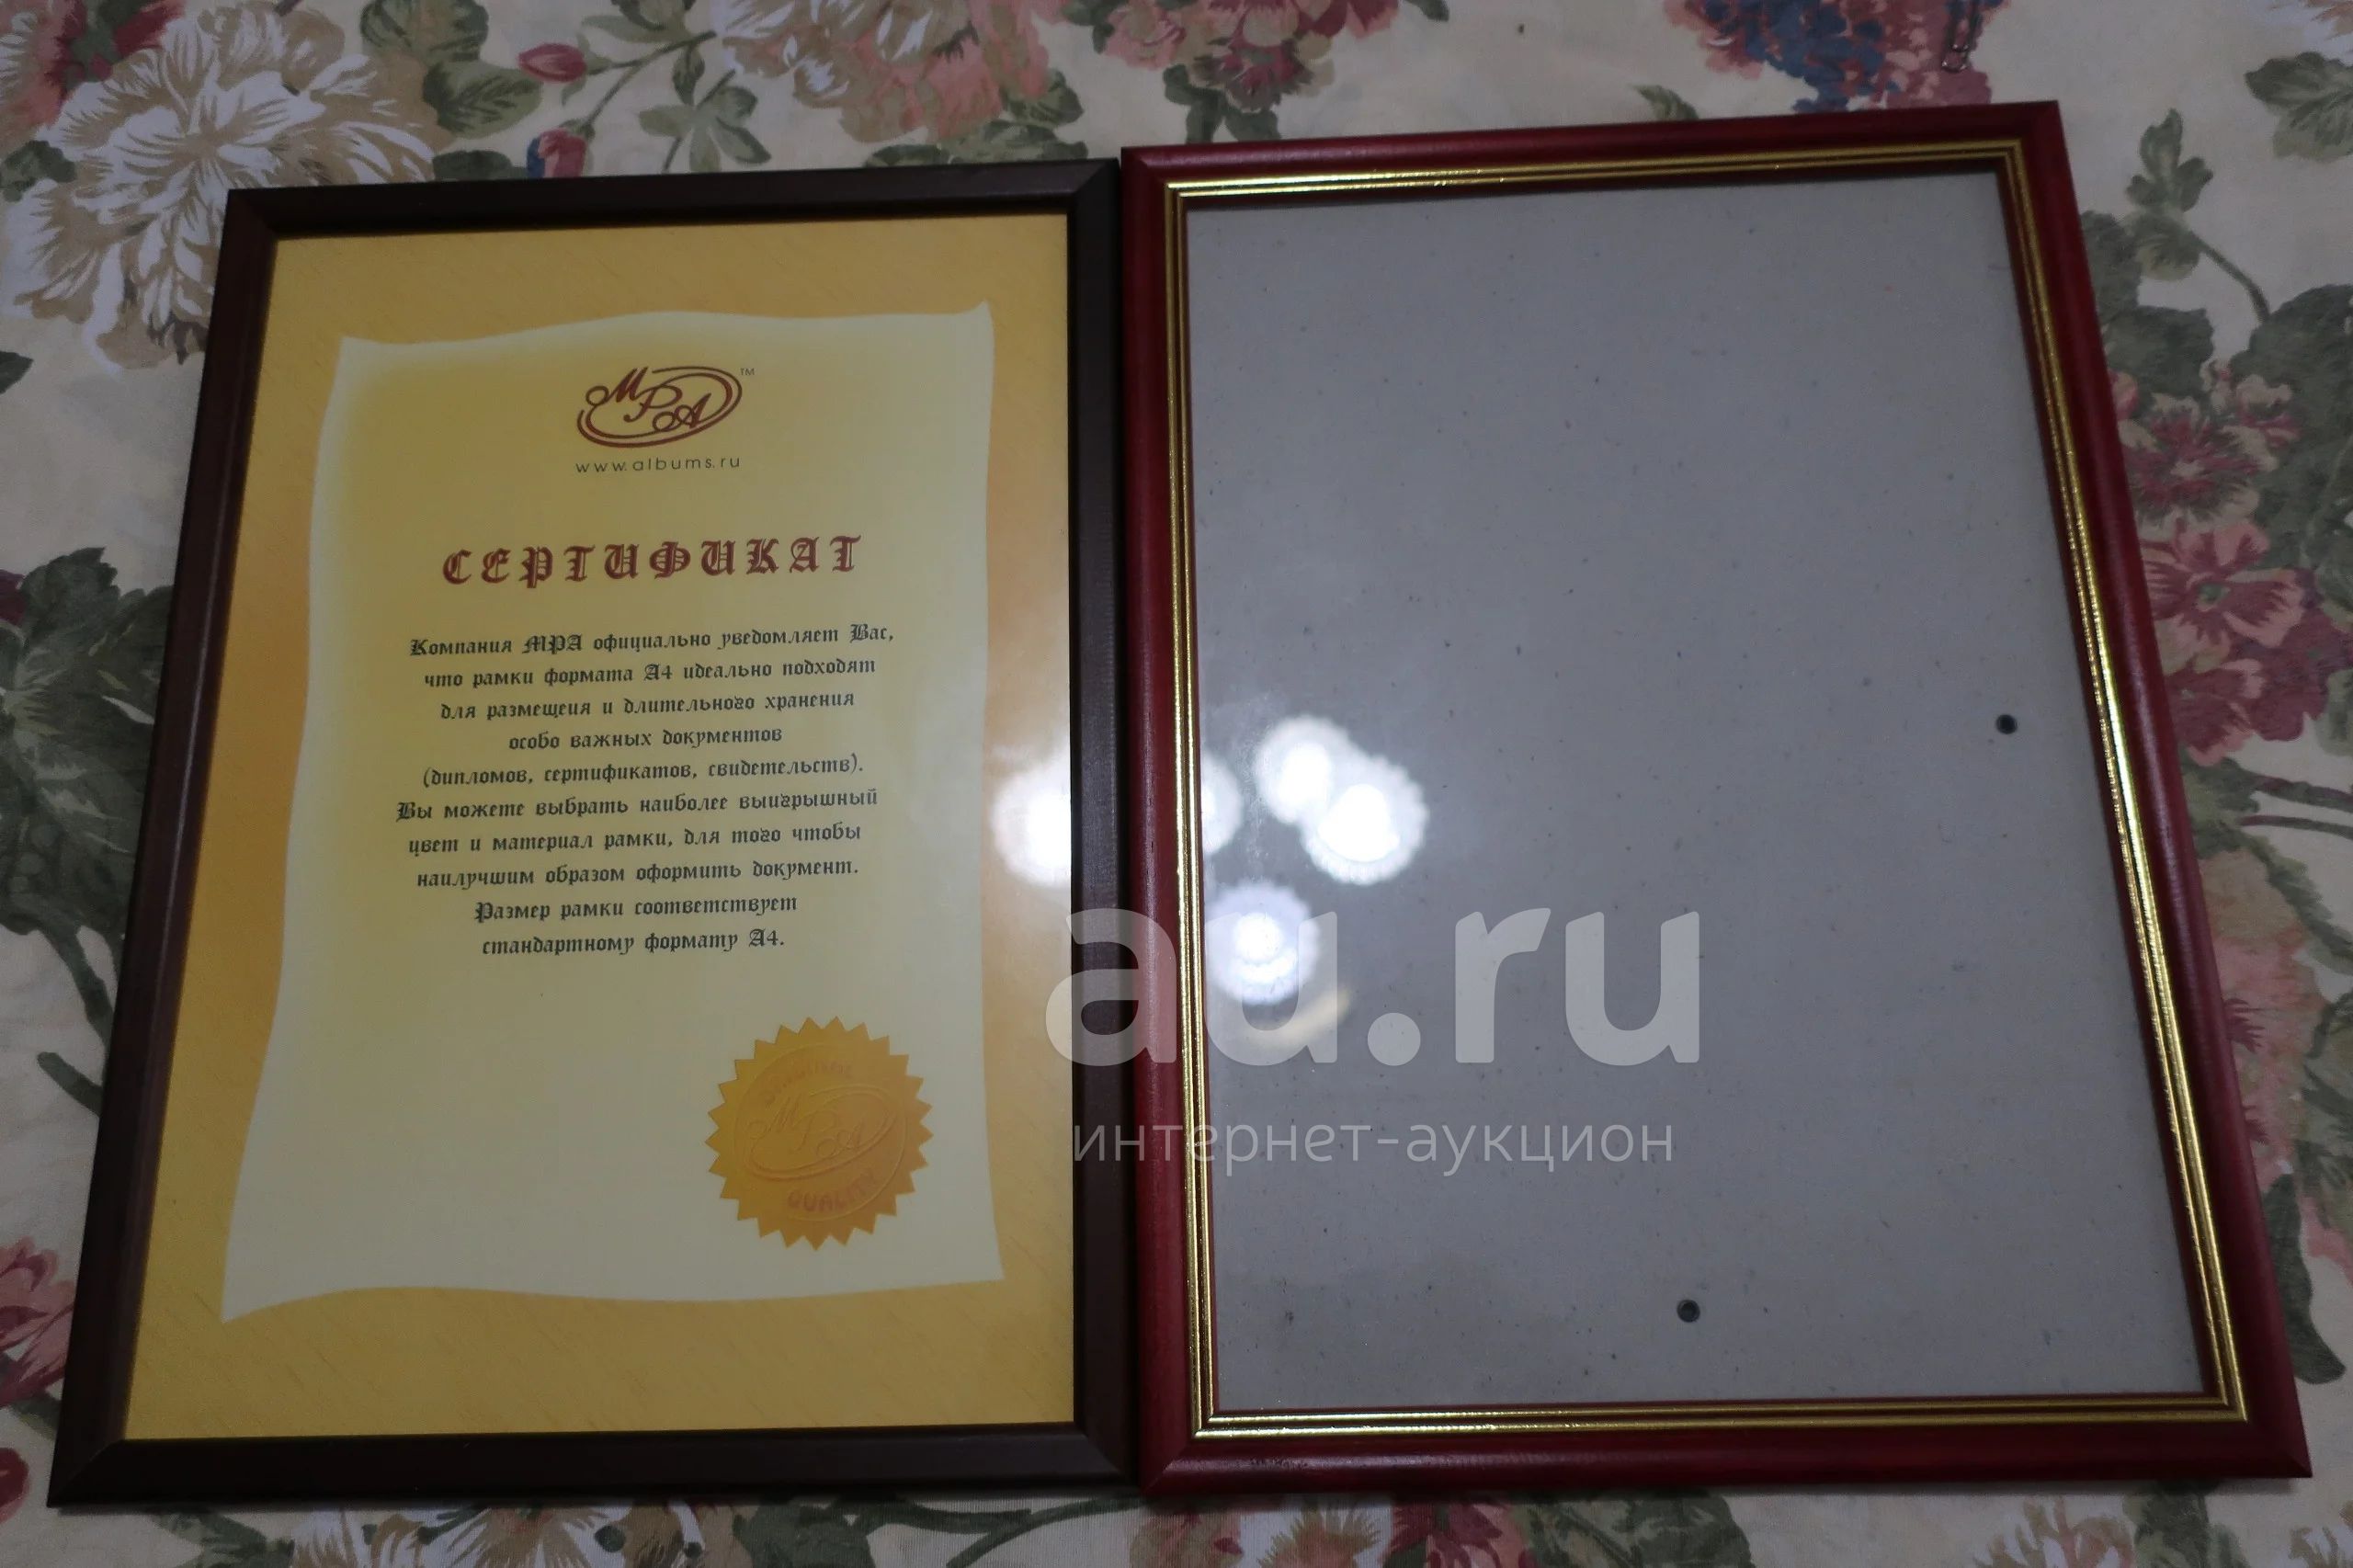 МРА™
www.albums.ru
СЕРТИФИКАТ
Компания МРА официально уведомляет Вас,
что рамки формата А4 идеально подходят
для размещеия и длительного хранения
особо важных документов
(дипломов, сертификатов, свидетельств).
Вы можете выбрать наиболее выигрышный
цвет и материал рамки, для того чтобы
наилучшим образом оформить документ.
Размер рамки соответствует
стандартному формату А4.
МРА
QUALITY
au.ru
интернет-аукцион